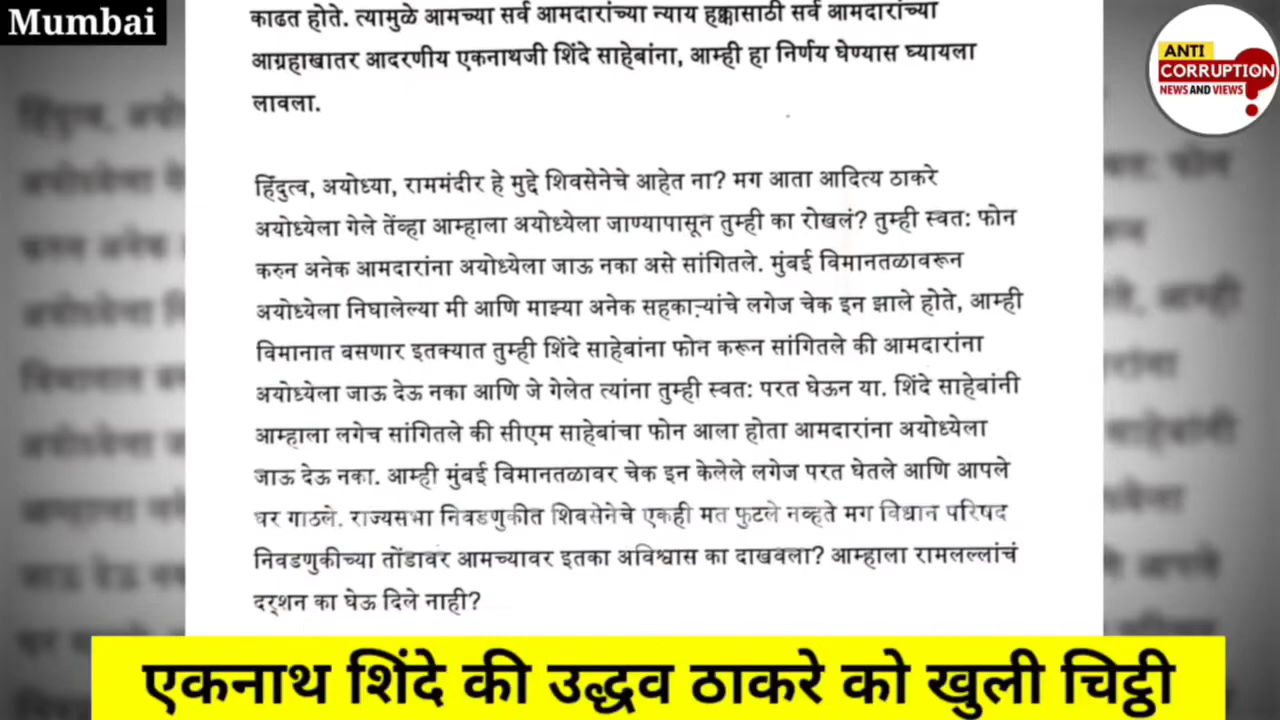 Mumbai
ANTI
CORRUPTION
NEWS AND VIEWS
काढत होते. त्यामुळे आमच्या सर्व आमदारांच्या न्याय हक्कासाठी सर्व आमदारांच्या
आग्रहाखातर आदरणीय एकनाथजी शिंदे साहेबांना, आम्ही हा निर्णय घेण्यास घ्यायला
लावला.
हिंदुत्व, अयोध्या, राममंदीर हे मुद्दे शिवसेनेचे आहेत ना? मग आता आदित्य ठाकरे
अयोध्येला गेले तेंव्हा आम्हाला अयोध्येला जाण्यापासून तुम्ही का रोखलं? तुम्ही स्वत: फोन
करुन अनेक आमदारांना अयोध्येला जाऊ नका असे सांगितले. मुंबई विमानतळावरून
अयोध्येला निघालेल्या मी आणि माझ्या अनेक सहकाऱ्यांचे लगेज चेक इन झाले होते, आम्ही
विमानात बसणार इतक्यात तुम्ही शिंदे साहेबांना फोन करून सांगितले की आमदारांना
अयोध्येला जाऊ देऊ नका आणि जे गेलेत त्यांना तुम्ही स्वत: परत घेऊन या. शिंदे साहेबांनी
आम्हाला लगेच सांगितले की सीएम साहेबांचा फोन आला होता आमदारांना अयोध्येला
जाऊ देऊ नका. आम्ही मुंबई विमानतळावर चेक इन केलेले लगेज परत घेतले आणि आपले
घर गाठले. राज्यसभा निवडणुकीत शिवसेनेचे एकही मत फुटले नव्हते मग विधान परिषद
निवडणुकीच्या तोंडावर आमच्यावर इतका अविश्वास का दाखवला? आम्हाला रामलल्लांचं
दर्शन का घेऊ दिले नाही?
एकनाथ शिंदे की उद्धव ठाकरे को खुली चिट्ठी